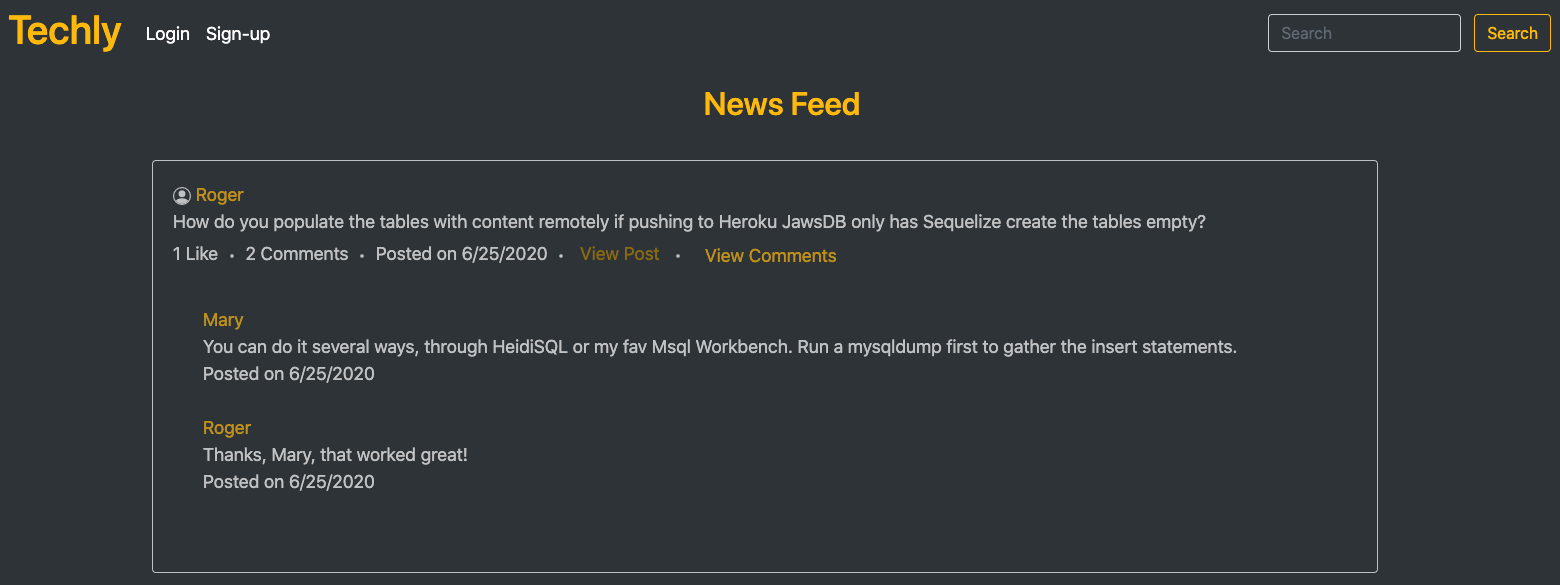 Techly Login Sign-up Search Search
News Feed
Roger
How do you populate the tables with content remotely if pushing to Heroku JawsDB only has Sequelize create the tables empty?
1 Like • 2 Comments • Posted on 6/25/2020 • View Post • View Comments
Mary
You can do it several ways, through HeidiSQL or my fav Msql Workbench. Run a mysqldump first to gather the insert statements.
Posted on 6/25/2020
Roger
Thanks, Mary, that worked great!
Posted on 6/25/2020